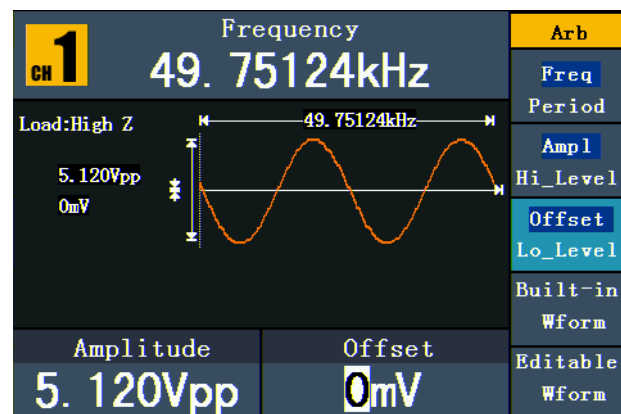 CH 1
Frequency
49. 75124kHz
Load:High Z
49. 75124kHz
5. 120Vpp
0mV
Amplitude
5. 120Vpp
Offset
0mV
Arb
Freq
Period
Ampl
Hi_Level
Offset
Lo_Level
Built-in
Wform
Editable
Wform